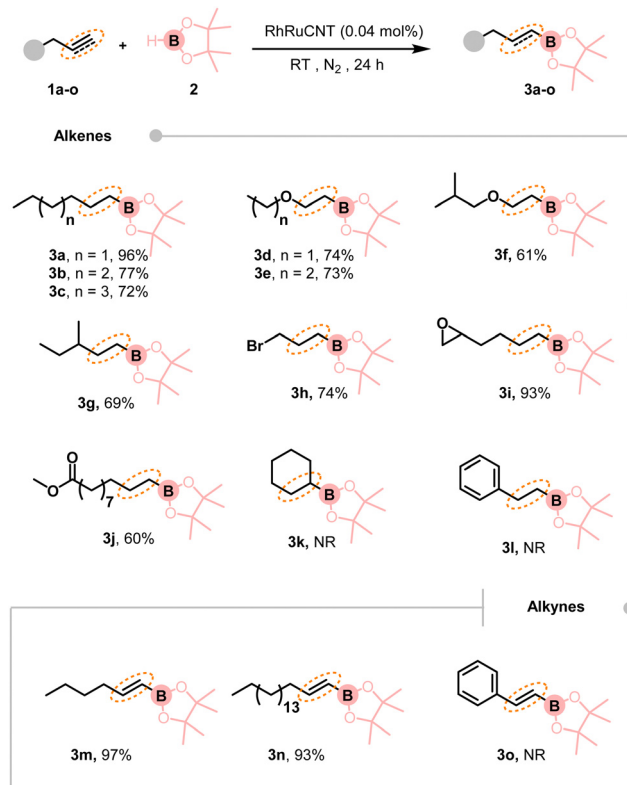 RhRuCNT (0.04 mol%)
H B O O
+
RT , N2 , 24 h
B O O
1a-o
2
3a-o
Alkenes
n B O O
3a, n = 1, 96%
3b, n = 2, 77%
3c, n = 3, 72%
n O B O O
3d, n = 1, 74%
3e, n = 2, 73%
O B O O
3f, 61%
B O O
3g, 69%
Br B O O
3h, 74%
O B O O
3i, 93%
O O 7 B O O
3j, 60%
B O O
3k, NR
B O O
3l, NR
Alkynes
B O O
3m, 97%
13 B O O
3n, 93%
B O O
3o, NR